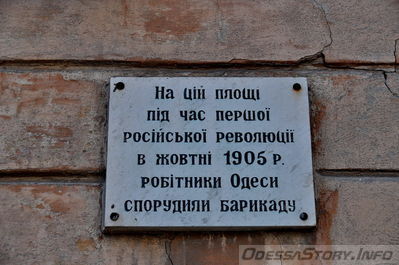 На цій площі
під час першої
російської революції
в жовтні 1905 р.
робітники Одеси
спорудили барикаду
OdessaStory.Info